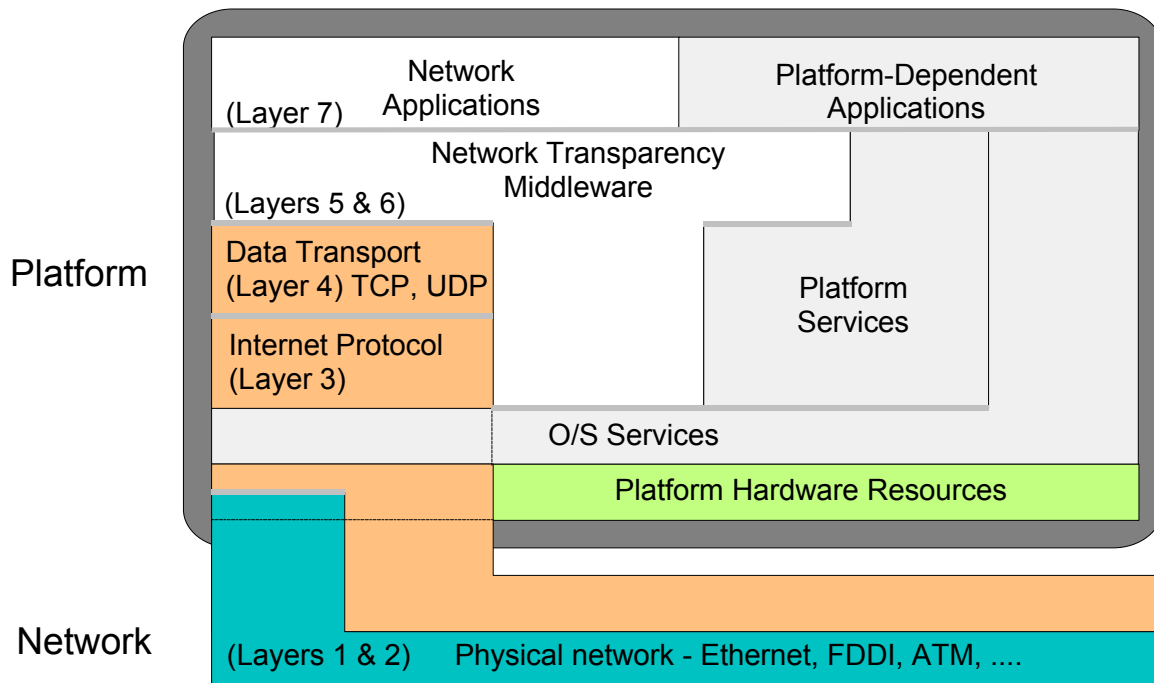 Network
Applications
(Layer 7)
Platform-Dependent
Applications
Network Transparency
Middleware
(Layers 5 & 6)
Platform
Data Transport
(Layer 4) TCP, UDP
Platform
Services
Internet Protocol
(Layer 3)
O/S Services
Platform Hardware Resources
Network
(Layers 1 & 2) Physical network - Ethernet, FDDI, ATM, ....